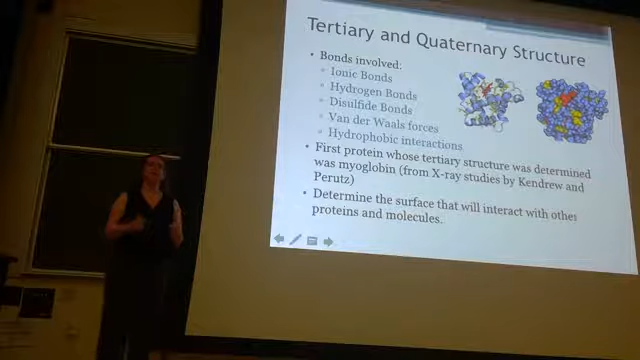 Tertiary and Quaternary Structure
• Bonds involved:
▫ Ionic Bonds
▫ Hydrogen Bonds
▫ Disulfide Bonds
▫ Van der Waals forces
▫ Hydrophobic interactions
• First protein whose tertiary structure was determined
was myoglobin (from X-ray studies by Kendrew and
Perutz)
• Determine the surface that will interact with other
proteins and molecules.